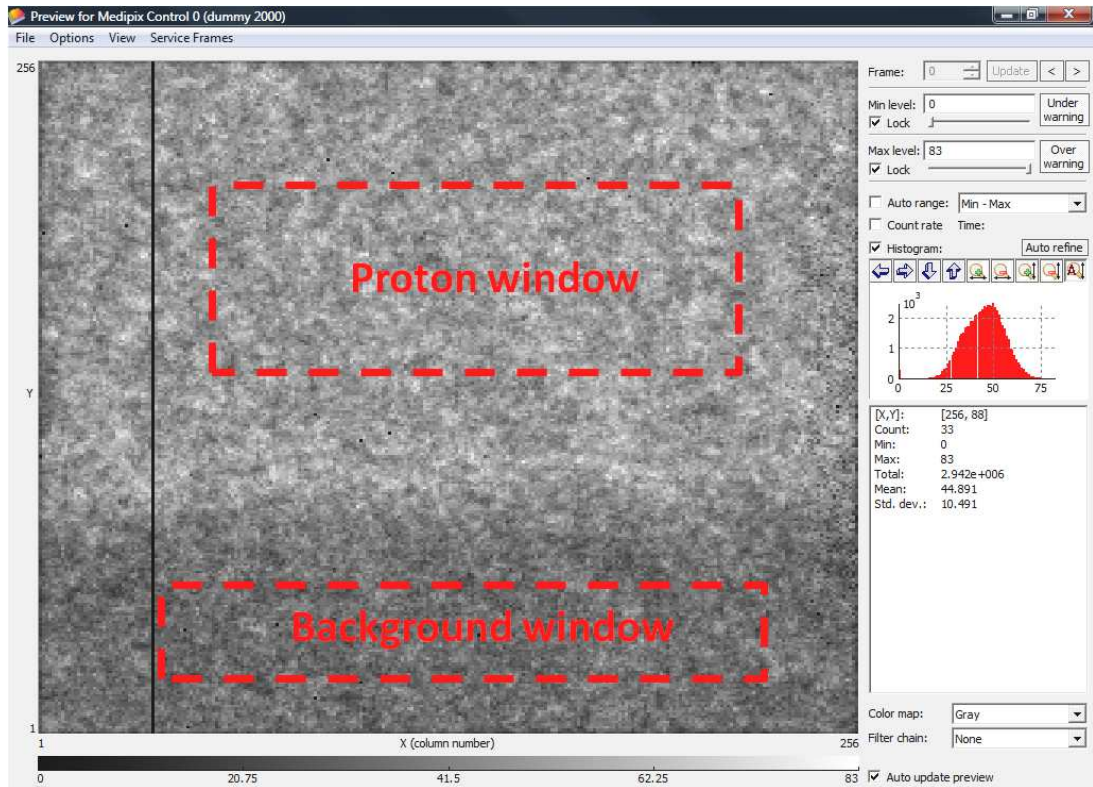 Preview for Medipix Control 0 (dummy 2000)
File Options View Service Frames
256
Y
1
1 X (column number) 256
0 20.75 41.5 62.25 83
Proton window
Background window
Frame: 0 Update < >
Min level: 0 Under warning
Lock
Max level: 83 Over warning
Lock
Auto range: Min - Max
Count rate Time:
Histogram: Auto refine
10^3
2
1
0
0 25 50 75
[X,Y]: [256, 88]
Count: 33
Min: 0
Max: 83
Total: 2.942e+006
Mean: 44.891
Std. dev.: 10.491
Color map: Gray
Filter chain: None
Auto update preview